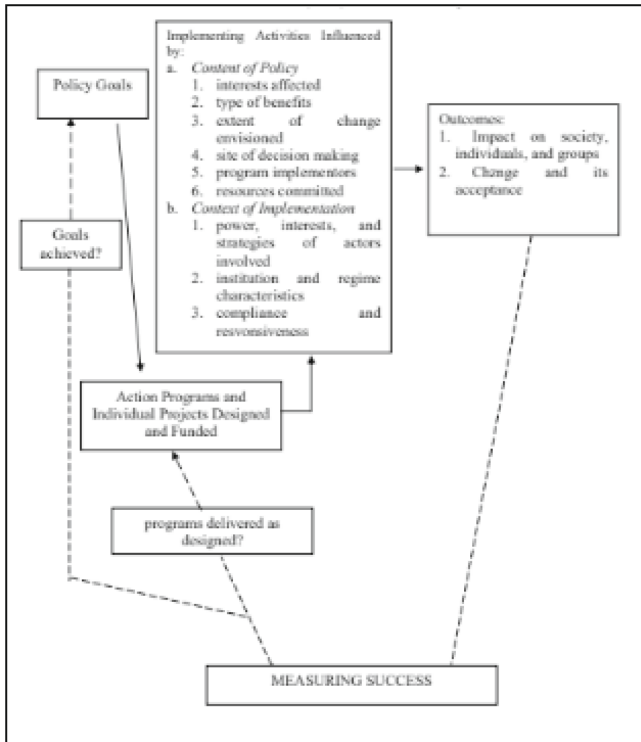 Policy Goals
Goals
achieved?
Implementing Activities Influenced
by:
a. Content of Policy
1. interests affected
2. type of benefits
3. extent of change
envisioned
4. site of decision making
5. program implementors
6. resources committed
b. Context of Implementation
1. power, interests, and
strategies of actors
involved
2. institution and regime
characteristics
3. compliance and
resvonsiveness
Outcomes:
1. Impact on society,
individuals, and groups
2. Change and its
acceptance
Action Programs and
Individual Projects Designed
and Funded
programs delivered as
designed?
MEASURING SUCCESS